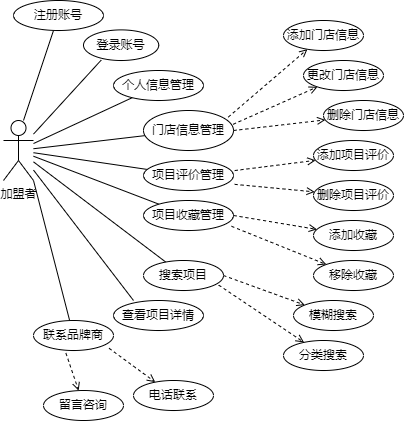 注册账号
登录账号
个人信息管理
门店信息管理
项目评价管理
项目收藏管理
搜索项目
查看项目详情
联系品牌商
加盟者
添加门店信息
更改门店信息
删除门店信息
添加项目评价
删除项目评价
添加收藏
移除收藏
模糊搜索
分类搜索
留言咨询
电话联系